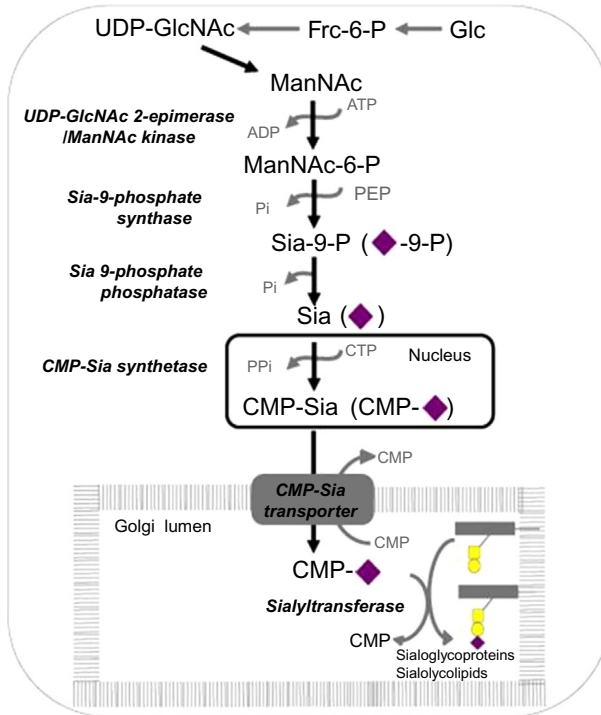 UDP-GlcNAc Frc-6-P Glc
ManNAc
UDP-GlcNAc 2-epimerase
/ManNAc kinase
ATP
ADP
ManNAc-6-P
Sia-9-phosphate
synthase
PEP
Pi
Sia-9-P ( -9-P)
Sia 9-phosphate
phosphatase
Pi
Sia ( )
CMP-Sia synthetase
PPi
CTP
Nucleus
CMP-Sia (CMP- )
CMP
CMP-Sia
transporter
Golgi lumen
CMP
CMP-
Sialyltransferase
CMP
Sialoglycoproteins
Sialolycolipids